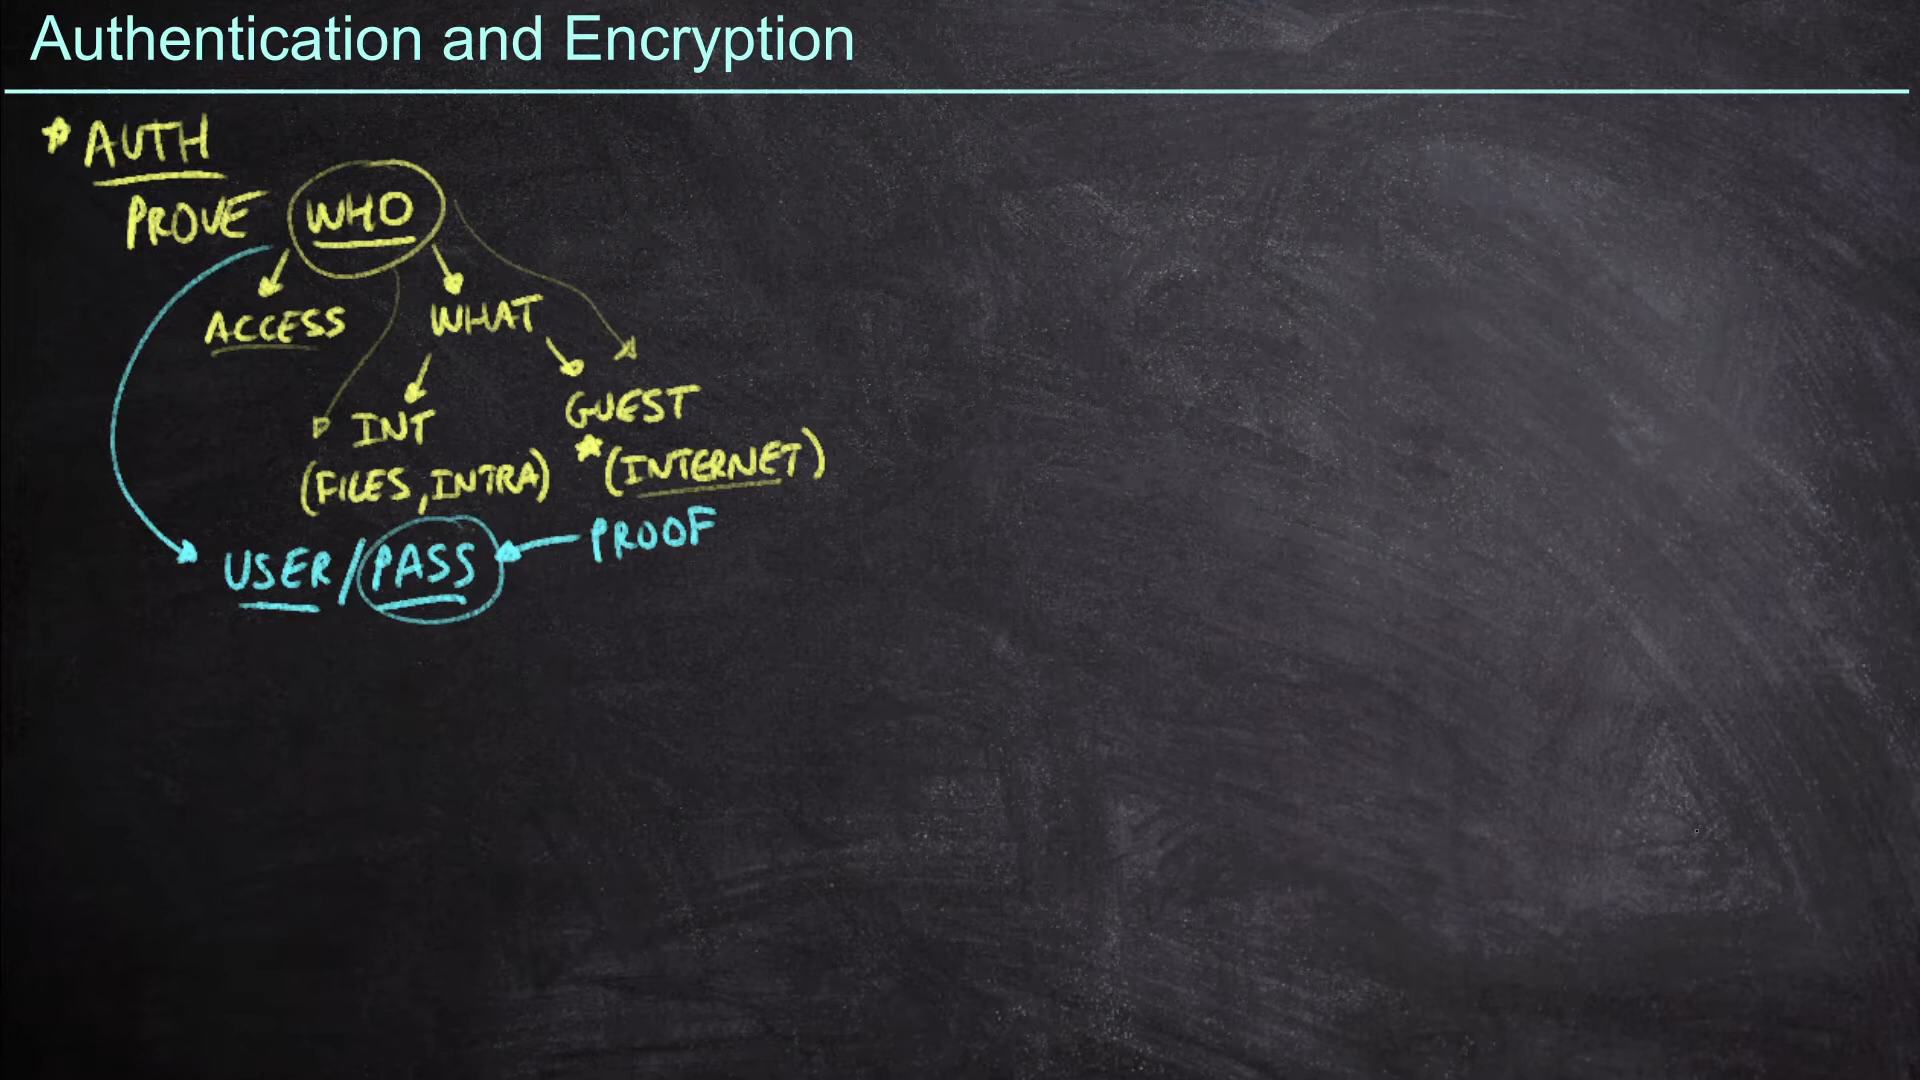 Authentication and Encryption
* AUTH
PROVE WHO
ACCESS WHAT
INT GUEST
(FILES, INTRA) * (INTERNET)
USER/PASS PROOF